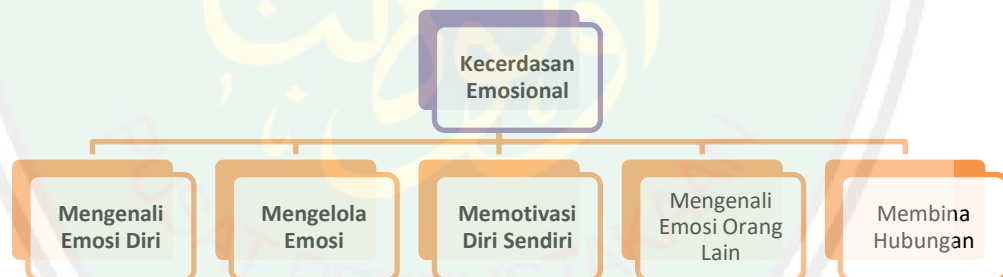 Kecerdasan
Emosional
Mengenali
Emosi Diri
Mengelola
Emosi
Memotivasi
Diri Sendiri
Mengenali
Emosi Orang
Lain
Membina
Hubungan